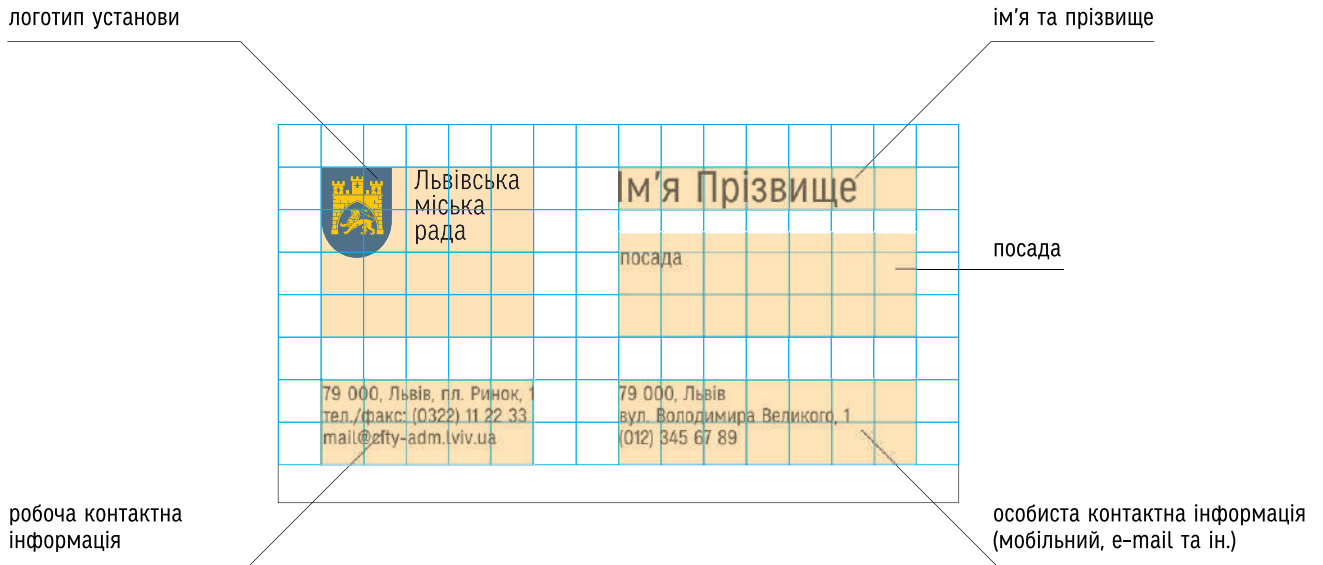 логотип установи
ім’я та прізвище
Львівська
міська
рада
Ім’я Прізвище
посада
посада
79 000, Львів, пл. Ринок, 1
тел./факс: (0322) 11 22 33
mail@city-adm.lviv.ua
79 000, Львів
вул. Володимира Великого, 1
(012) 345 67 89
робоча контактна
інформація
особиста контактна інформація
(мобільний, e-mail та ін.)